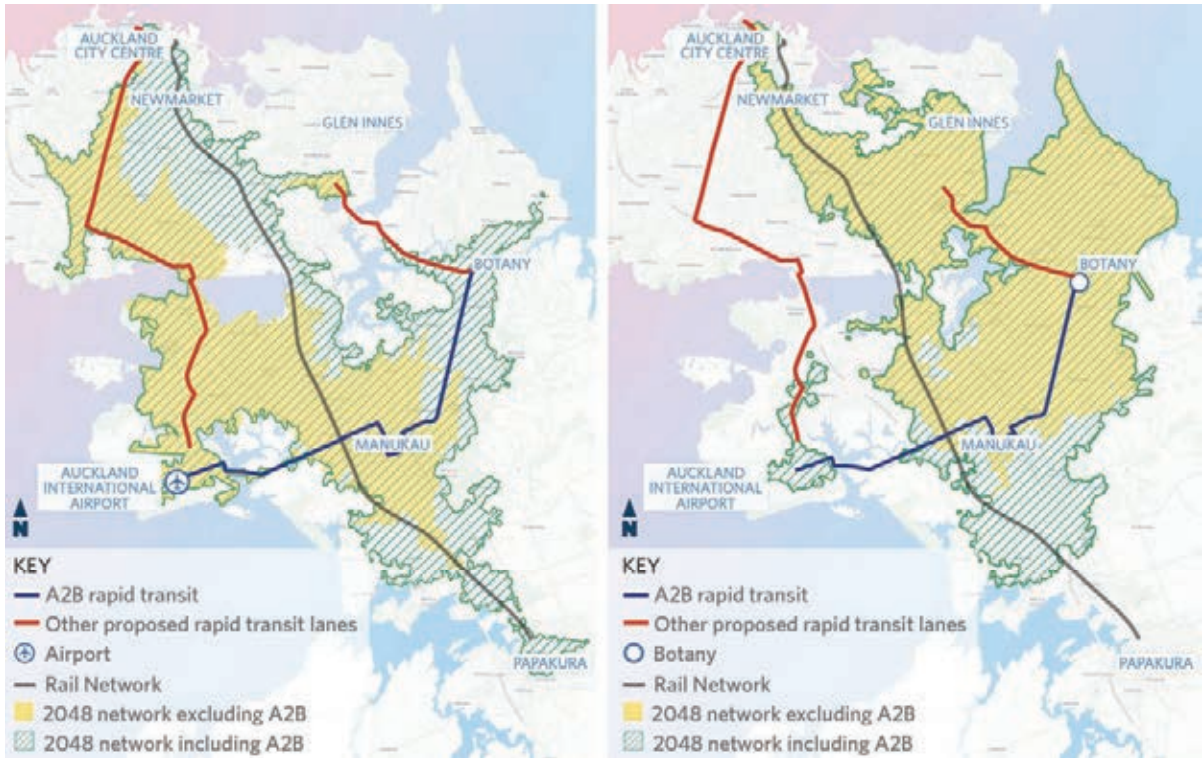 AUCKLAND
CITY CENTRE
NEWMARKET
GLEN INNES
BOTANY
MANUKAU
AUCKLAND
INTERNATIONAL
AIRPORT
N
KEY
A2B rapid transit
Other proposed rapid transit lanes
Airport
Rail Network
2048 network excluding A2B
2048 network including A2B
PAPAKURA
AUCKLAND
CITY CENTRE
NEWMARKET
GLEN INNES
BOTANY
MANUKAU
AUCKLAND
INTERNATIONAL
AIRPORT
N
KEY
A2B rapid transit
Other proposed rapid transit lanes
Botany
Rail Network
2048 network excluding A2B
2048 network including A2B
PAPAKURA